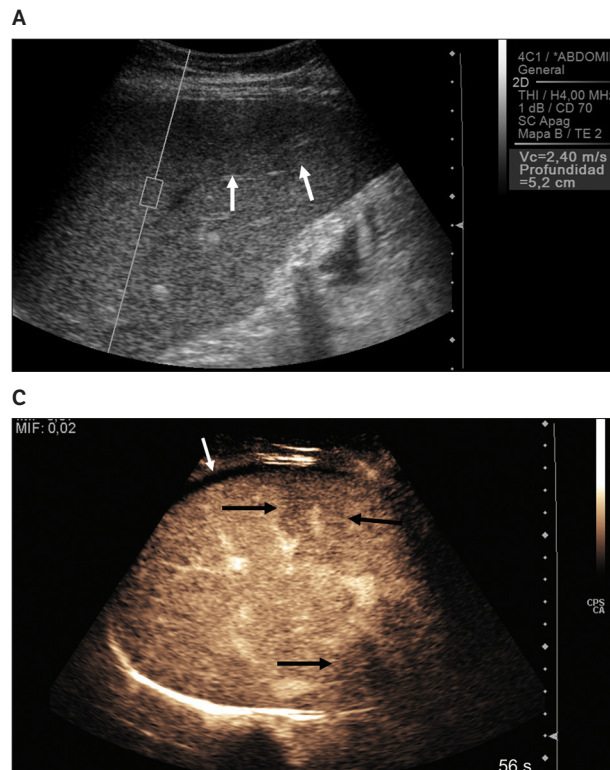 A
4C1 / *ABDOMI
General
2D
THI / H4,00 MHz
1 dB / CD 70
SC Apag
Mapa B / TE 2
Vc=2,40 m/s
Profundidad
=5,2 cm
C
MIF: 0,02
CPS
CA
56 s